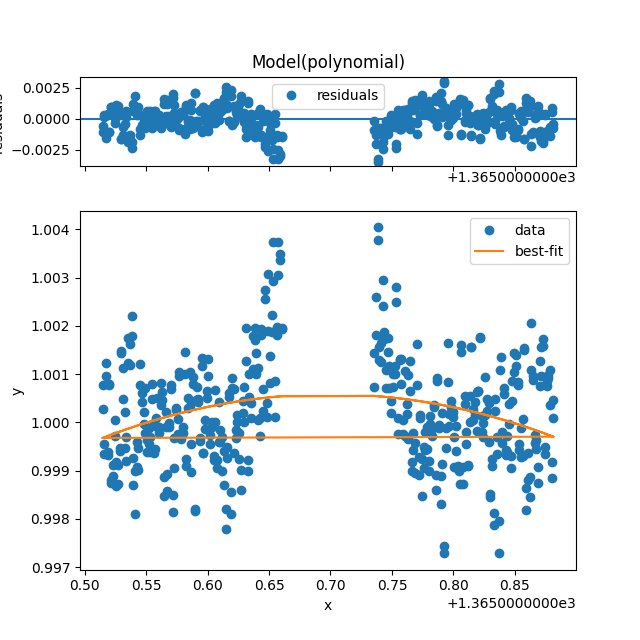 Model(polynomial)
0.0025
0.0000
−0.0025
residuals
+1.3650000000e3
1.004
1.003
1.002
1.001
1.000
0.999
0.998
0.997
y
data
best-fit
0.50 0.55 0.60 0.65 0.70 0.75 0.80 0.85
x
+1.3650000000e3